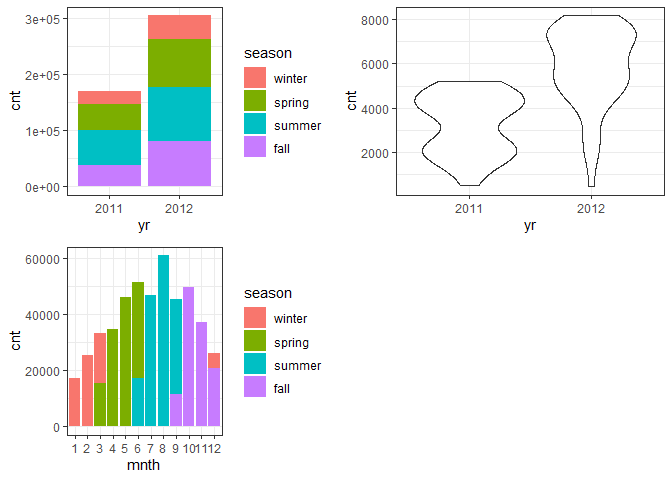 3e+05
2e+05
1e+05
0e+00
cnt
2011 2012
yr
season
winter
spring
summer
fall
8000
6000
4000
2000
cnt
2011 2012
yr
60000
40000
20000
0
cnt
1 2 3 4 5 6 7 8 9 10 11 12
mnth
season
winter
spring
summer
fall